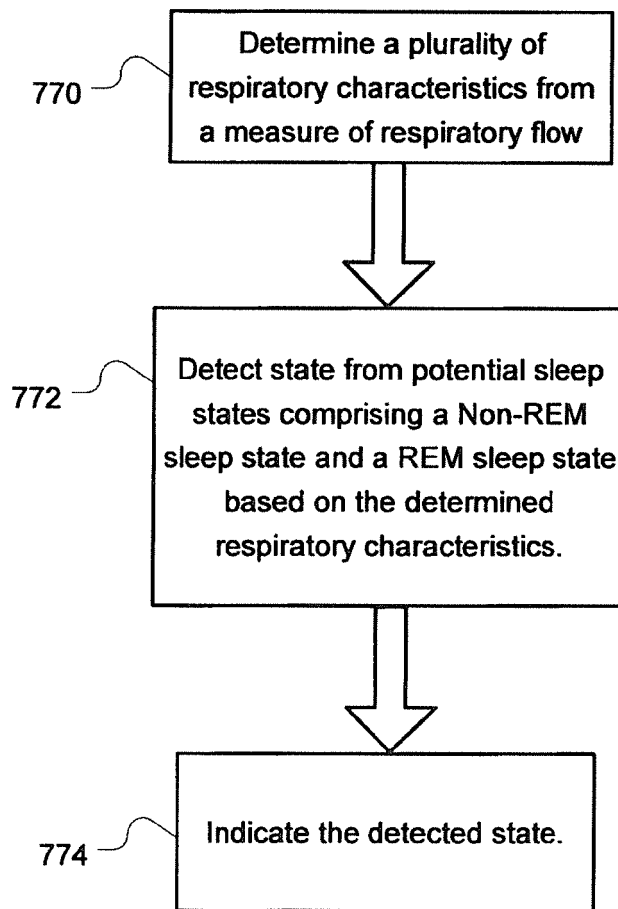 770
Determine a plurality of
respiratory characteristics from
a measure of respiratory flow
772
Detect state from potential sleep
states comprising a Non-REM
sleep state and a REM sleep state
based on the determined
respiratory characteristics.
774
Indicate the detected state.